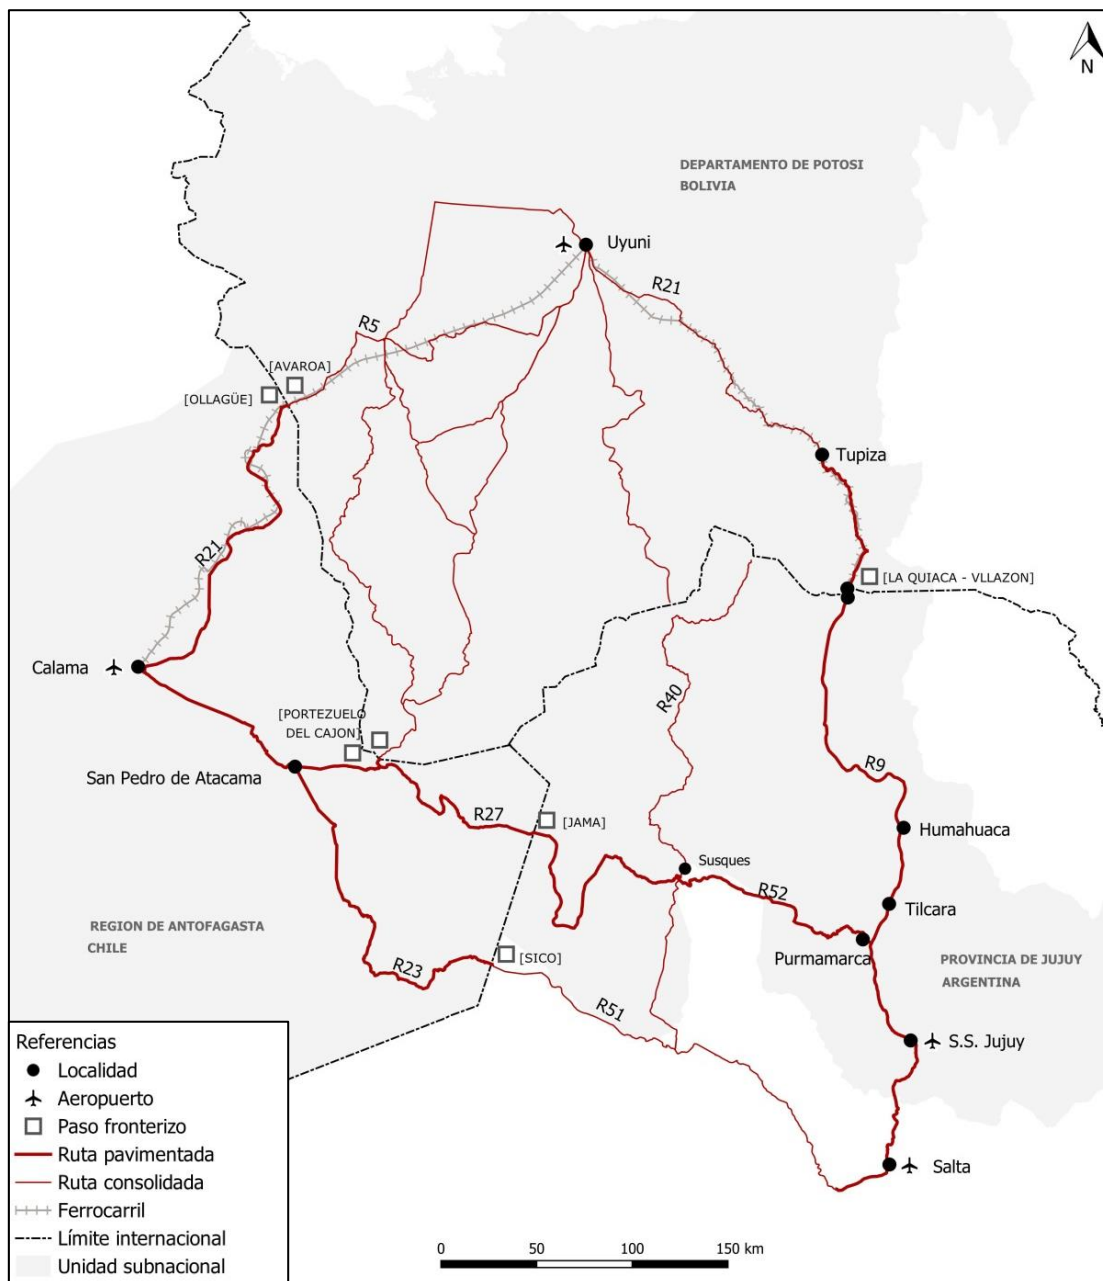 N
DEPARTAMENTO DE POTOSI
BOLIVIA
Uyuni
R21
R5
[AVAROA]
[OLLAGÜE]
Tupiza
R21
[LA QUIACA - VLLAZON]
Calama
R40
[PORTEZUELO
DEL CAJON]
San Pedro de Atacama
R9
R27
[JAMA]
Humahuaca
Susques
R52
Tilcara
REGION DE ANTOFAGASTA
CHILE
Purmamarca
[SICO]
R23
PROVINCIA DE JUJUY
ARGENTINA
R51
S.S. Jujuy
Salta
Referencias
Localidad
Aeropuerto
Paso fronterizo
Ruta pavimentada
Ruta consolidada
Ferrocarril
Límite internacional
Unidad subnacional
0 50 100 150 km